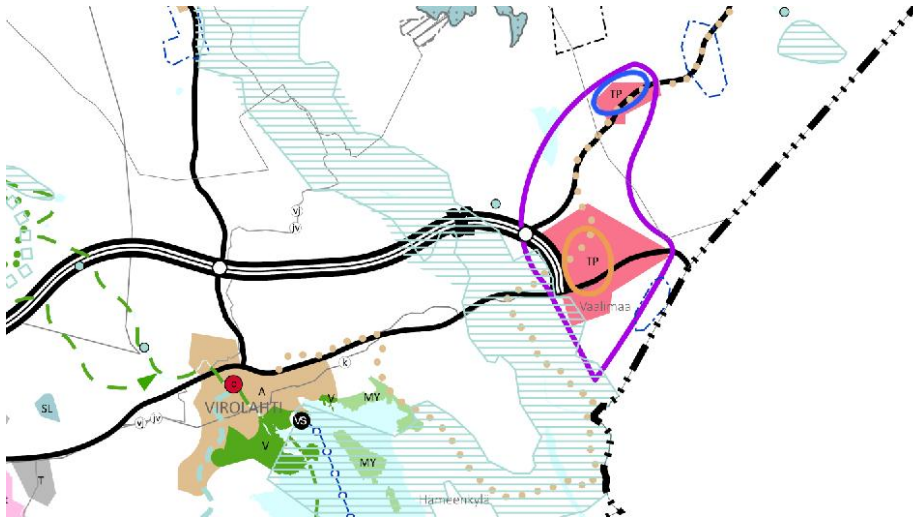 TP
vj
jv
TP
Vaalimaa
k
c
A
VIROLAHTI
V
MY
SL
vj
jv
VS
V
MY
T
Hämeenkylä